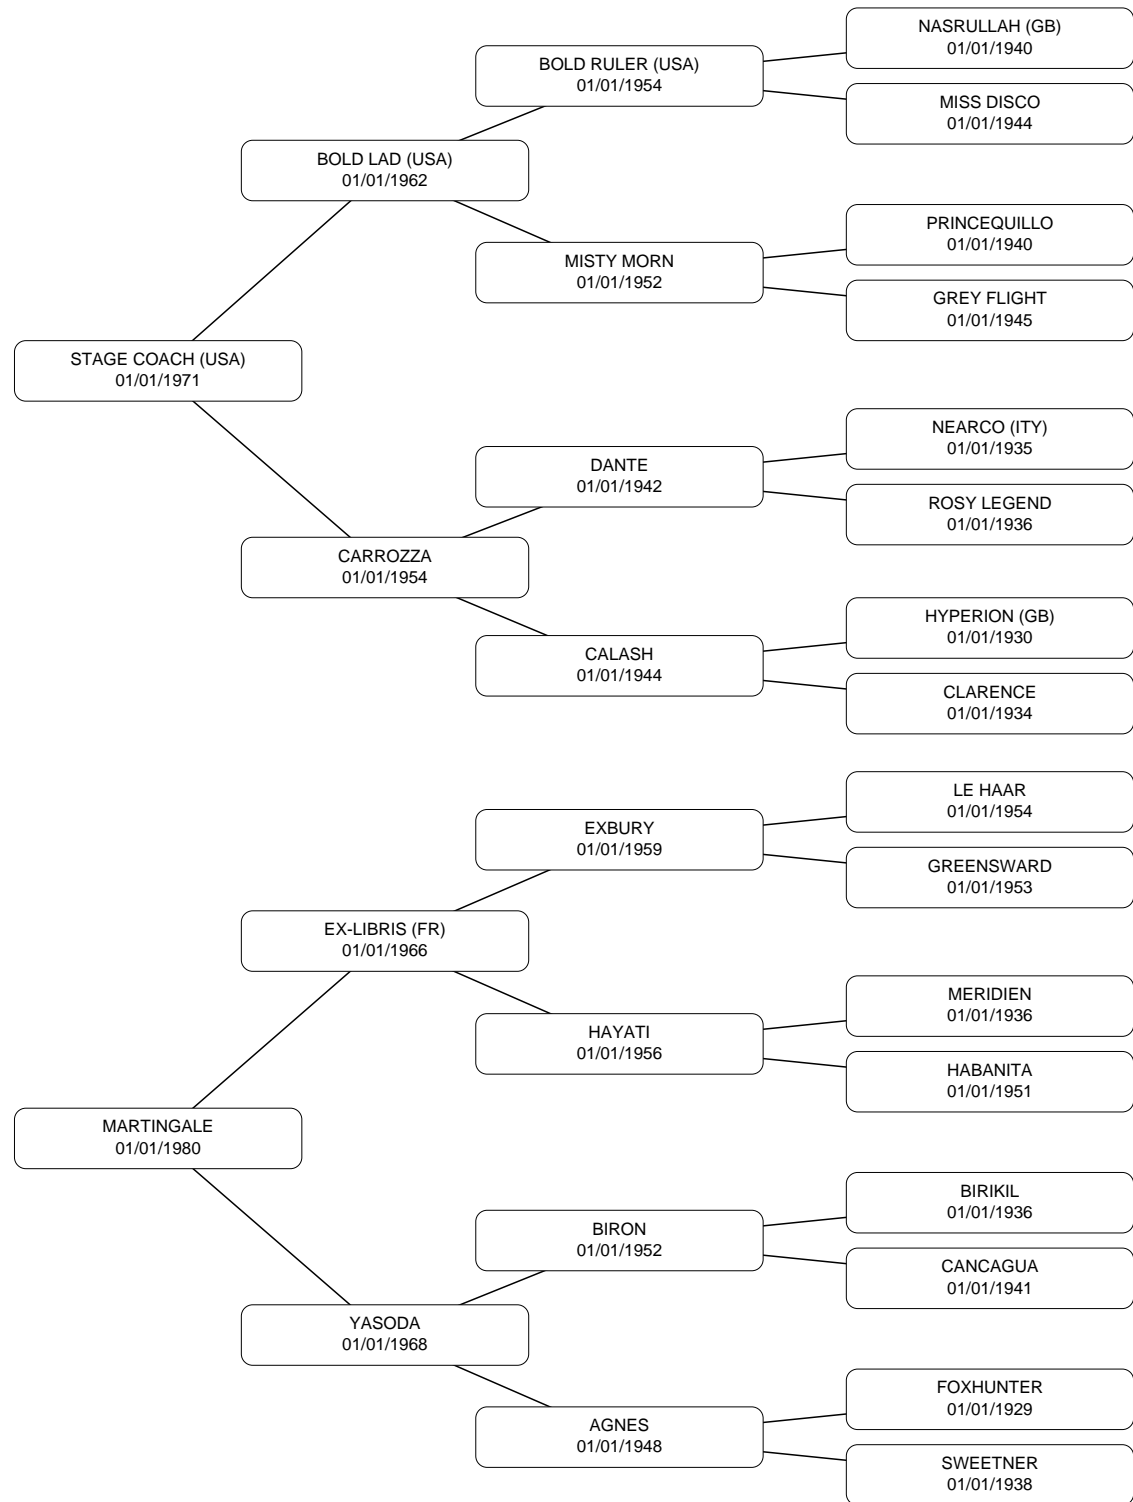 NASRULLAH (GB)
01/01/1940
BOLD RULER (USA)
01/01/1954
MISS DISCO
01/01/1944
BOLD LAD (USA)
01/01/1962
PRINCEQUILLO
01/01/1940
MISTY MORN
01/01/1952
GREY FLIGHT
01/01/1945
STAGE COACH (USA)
01/01/1971
NEARCO (ITY)
01/01/1935
DANTE
01/01/1942
ROSY LEGEND
01/01/1936
CARROZZA
01/01/1954
HYPERION (GB)
01/01/1930
CALASH
01/01/1944
CLARENCE
01/01/1934
LE HAAR
01/01/1954
EXBURY
01/01/1959
GREENSWARD
01/01/1953
EX-LIBRIS (FR)
01/01/1966
MERIDIEN
01/01/1936
HAYATI
01/01/1956
HABANITA
01/01/1951
MARTINGALE
01/01/1980
BIRIKIL
01/01/1936
BIRON
01/01/1952
CANCAGUA
01/01/1941
YASODA
01/01/1968
FOXHUNTER
01/01/1929
AGNES
01/01/1948
SWEETNER
01/01/1938